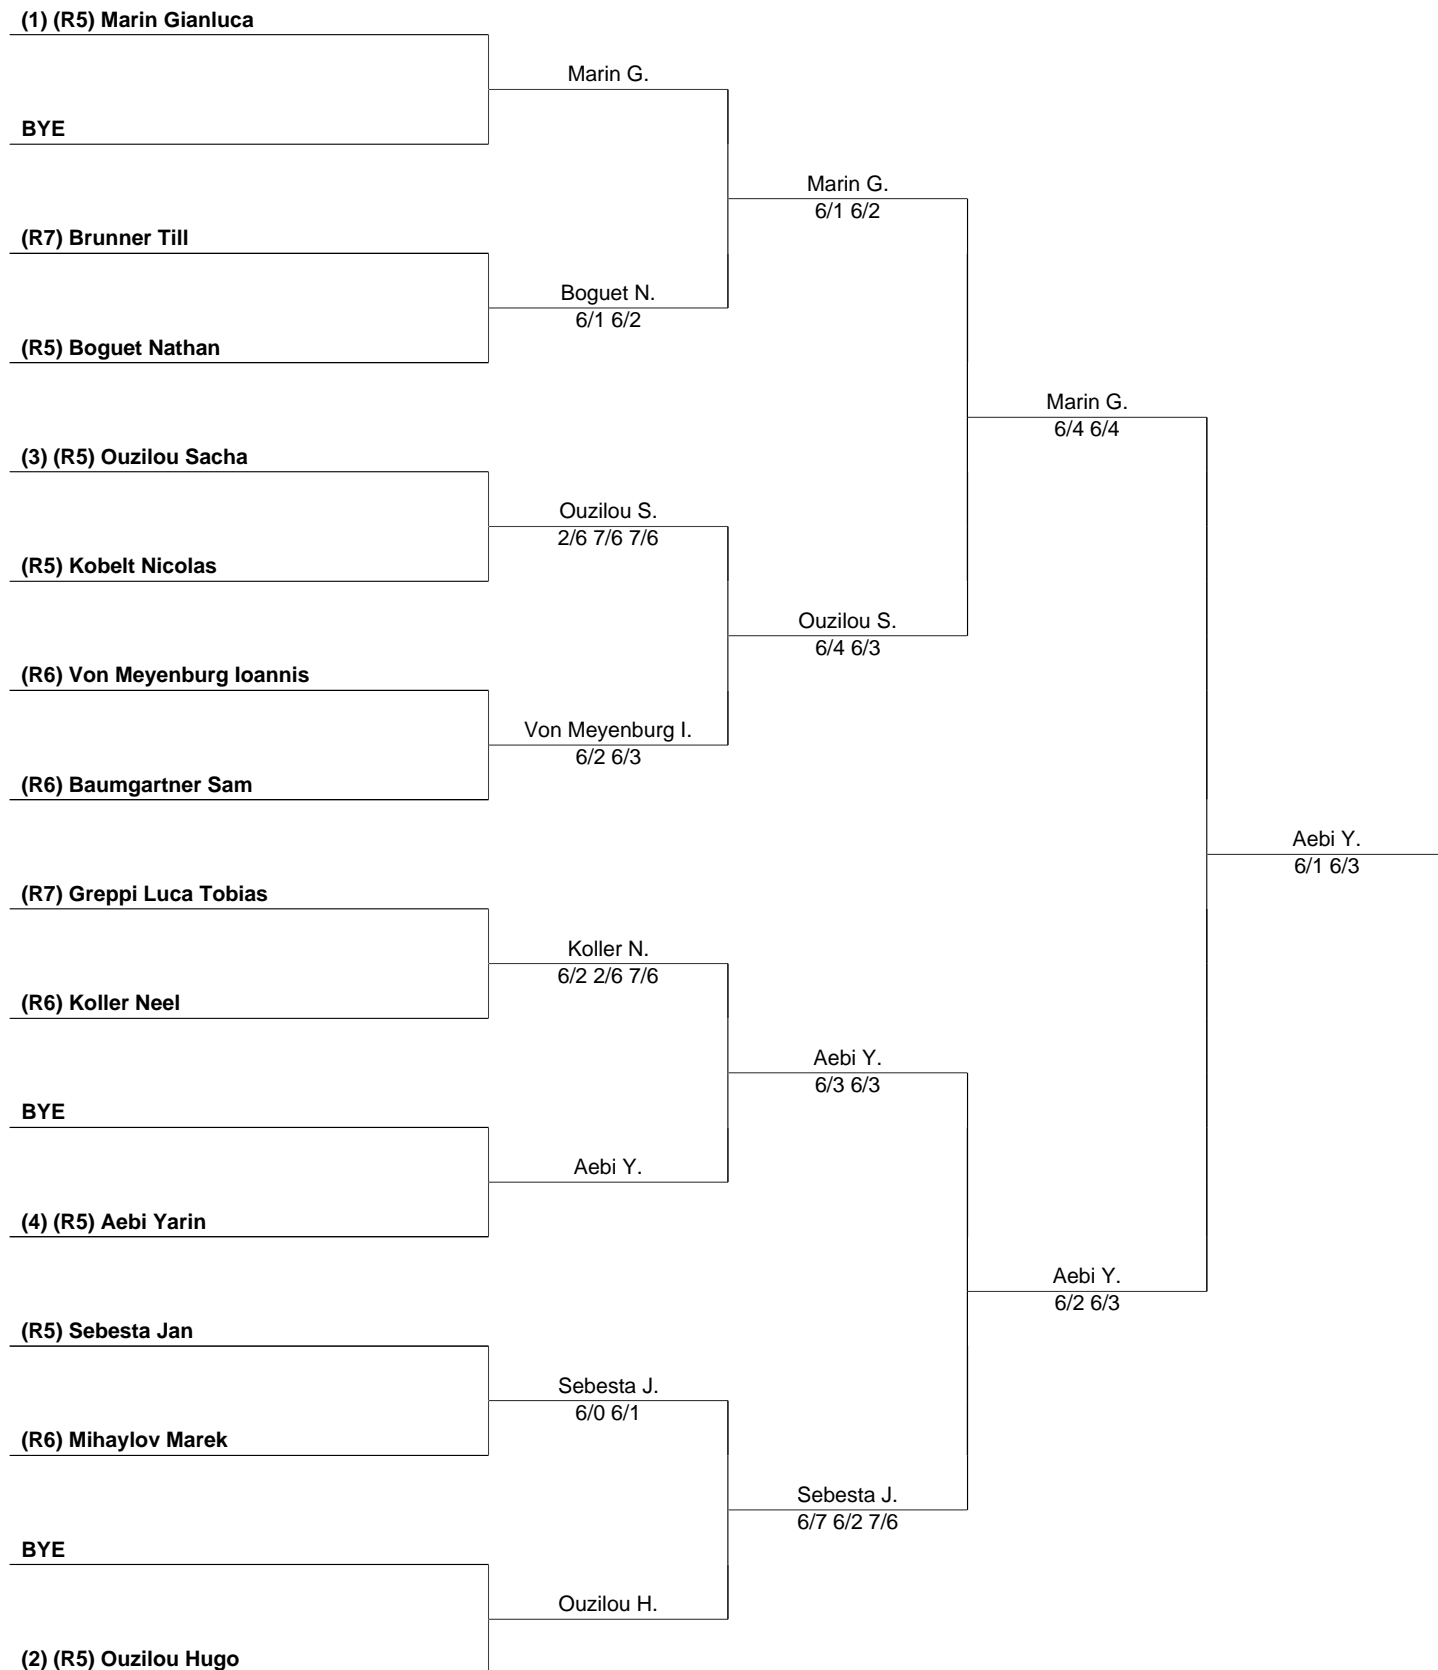 (1) (R5) Marin Gianluca
Marin G.
BYE
Marin G.
6/1 6/2
(R7) Brunner Till
Boguet N.
6/1 6/2
(R5) Boguet Nathan
Marin G.
6/4 6/4
(3) (R5) Ouzilou Sacha
Ouzilou S.
2/6 7/6 7/6
(R5) Kobelt Nicolas
Ouzilou S.
6/4 6/3
(R6) Von Meyenburg Ioannis
Von Meyenburg I.
6/2 6/3
(R6) Baumgartner Sam
Aebi Y.
6/1 6/3
(R7) Greppi Luca Tobias
Koller N.
6/2 2/6 7/6
(R6) Koller Neel
Aebi Y.
6/3 6/3
BYE
Aebi Y.
(4) (R5) Aebi Yarin
Aebi Y.
6/2 6/3
(R5) Sebesta Jan
Sebesta J.
6/0 6/1
(R6) Mihaylov Marek
Sebesta J.
6/7 6/2 7/6
BYE
Ouzilou H.
(2) (R5) Ouzilou Hugo